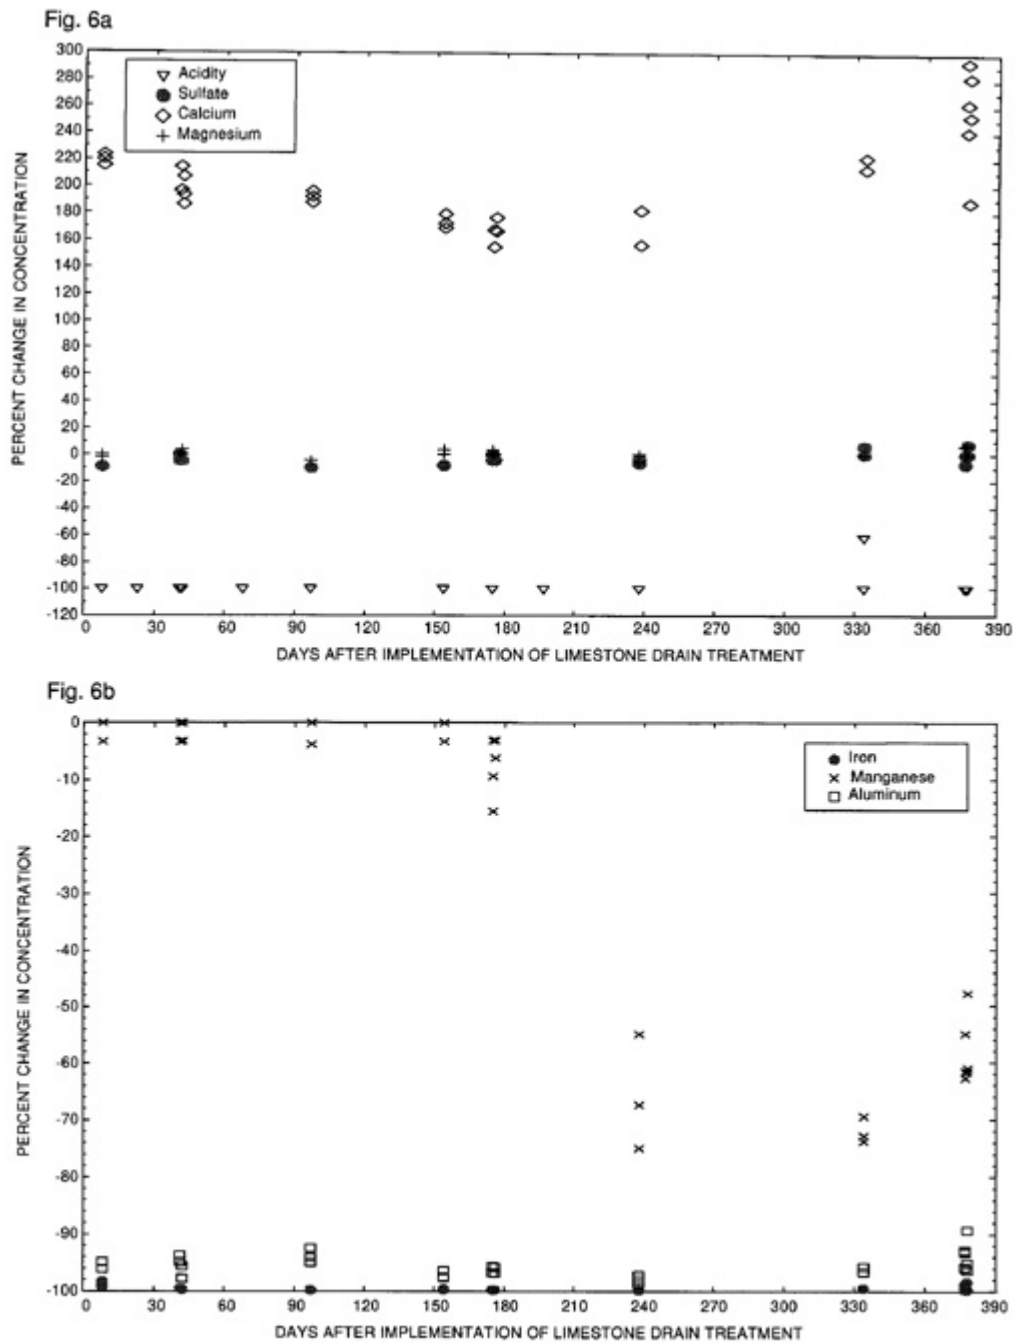 Fig. 6a
300
280
260
240
220
200
180
160
140
120
100
80
60
40
20
0
-20
-40
-60
-80
-100
-120
PERCENT CHANGE IN CONCENTRATION
Acidity
Sulfate
Calcium
Magnesium
0 30 60 90 120 150 180 210 240 270 300 330 360 390
DAYS AFTER IMPLEMENTATION OF LIMESTONE DRAIN TREATMENT
Fig. 6b
0
-10
-20
-30
-40
-50
-60
-70
-80
-90
-100
PERCENT CHANGE IN CONCENTRATION
Iron
Manganese
Aluminum
0 30 60 90 120 150 180 210 240 270 300 330 360 390
DAYS AFTER IMPLEMENTATION OF LIMESTONE DRAIN TREATMENT